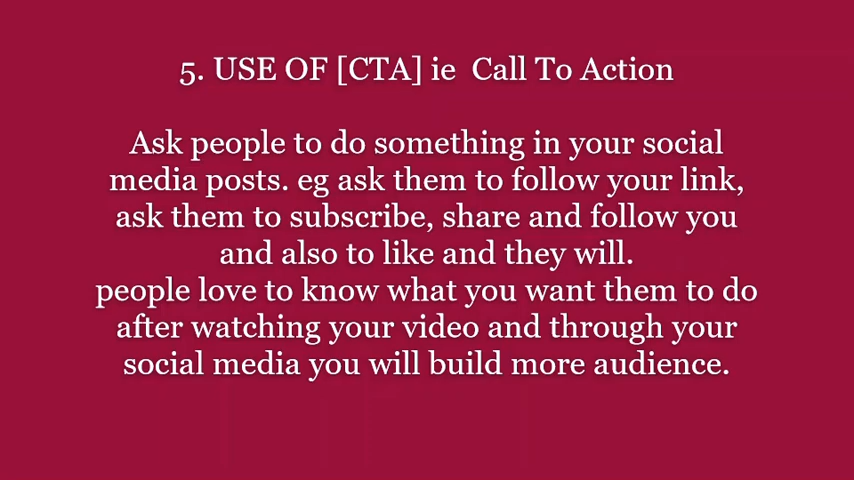 5. USE OF [CTA] ie  Call To Action
Ask people to do something in your social
media posts. eg ask them to follow your link,
ask them to subscribe, share and follow you
and also to like and they will.
people love to know what you want them to do
after watching your video and through your
social media you will build more audience.